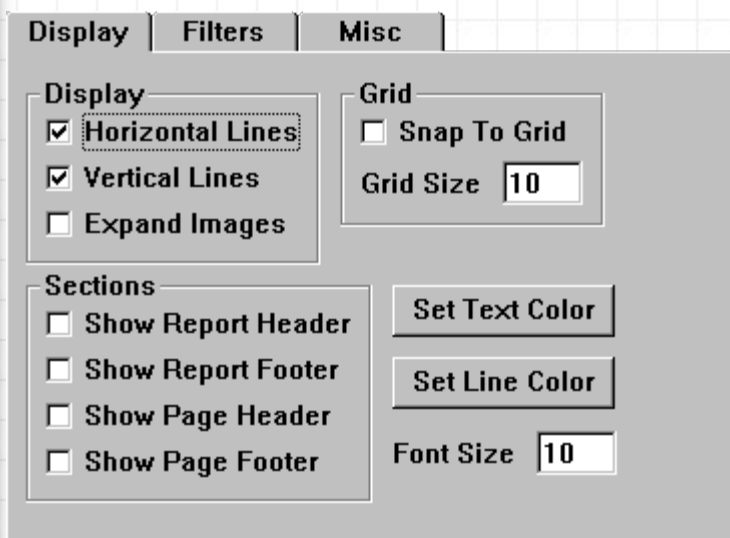 Display Filters Misc
Display
Horizontal Lines
Vertical Lines
Expand Images
Grid
Snap To Grid
Grid Size 10
Sections
Show Report Header
Show Report Footer
Show Page Header
Show Page Footer
Set Text Color
Set Line Color
Font Size 10